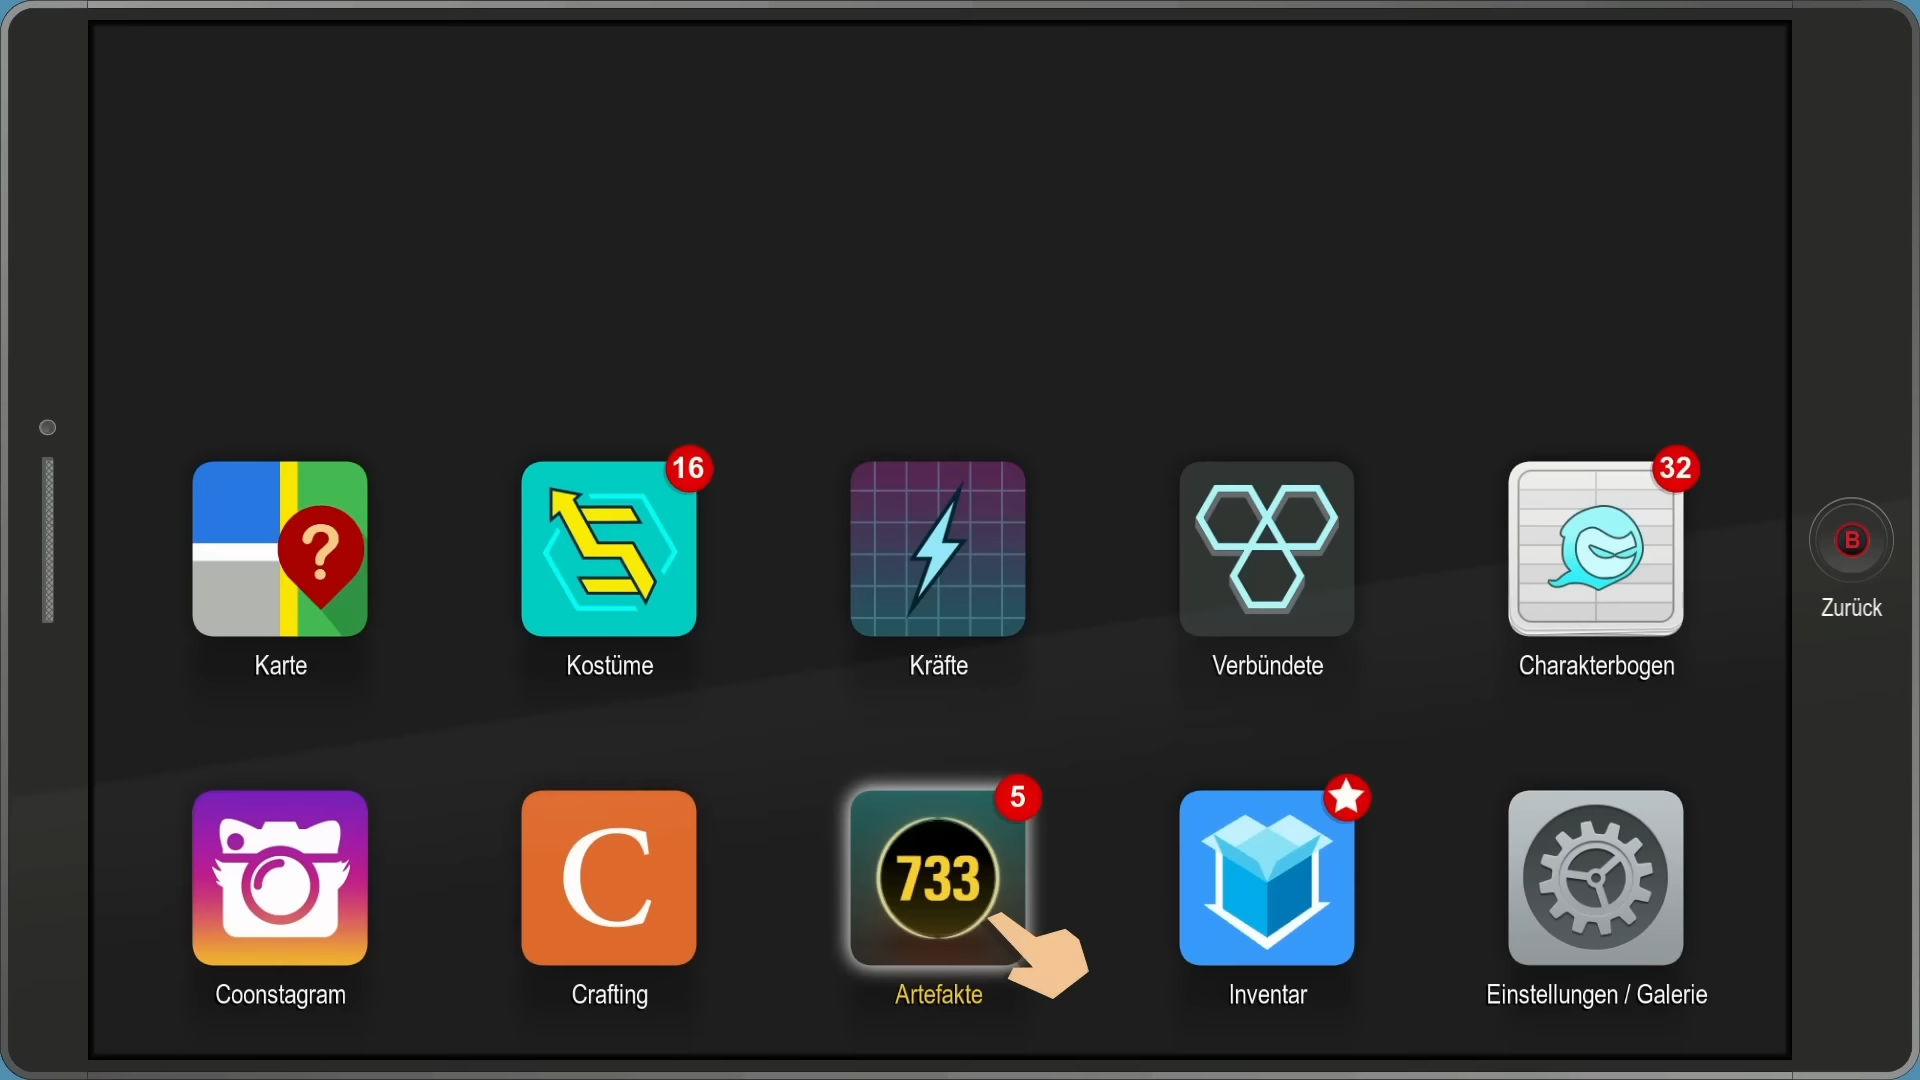 16
32
Karte
Kostüme
Kräfte
Verbündete
Charakterbogen
B
Zurück
5
C
733
Coonstagram
Crafting
Artefakte
Inventar
Einstellungen / Galerie